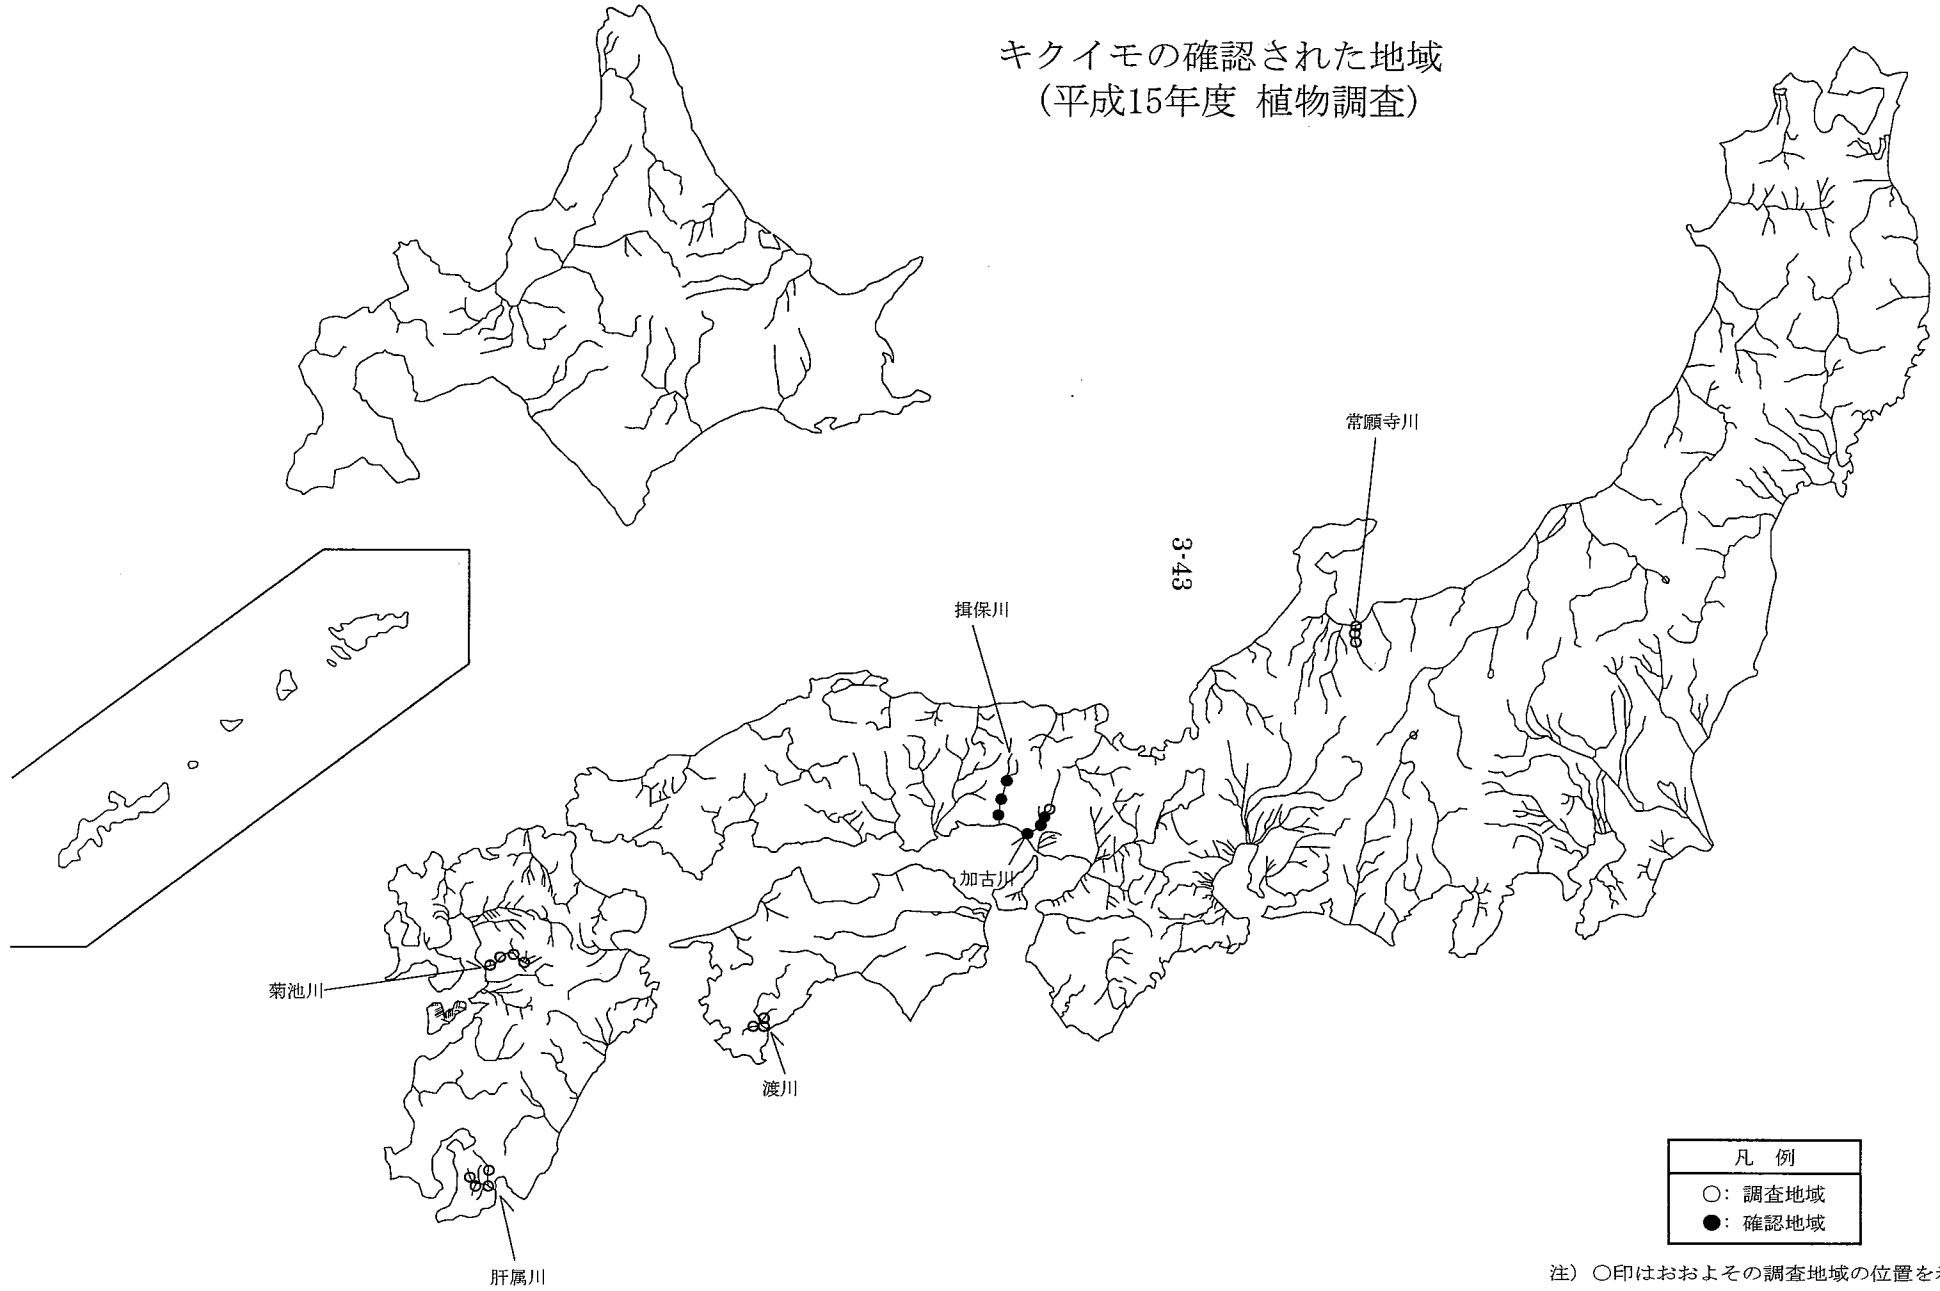 キクイモの確認された地域
(平成15年度 植物調査)
常願寺川
3-43
揖保川
加古川
菊池川
渡川
肝属川
凡 例
○: 調査地域
●: 確認地域
注) ○印はおおよその調査地域の位置を